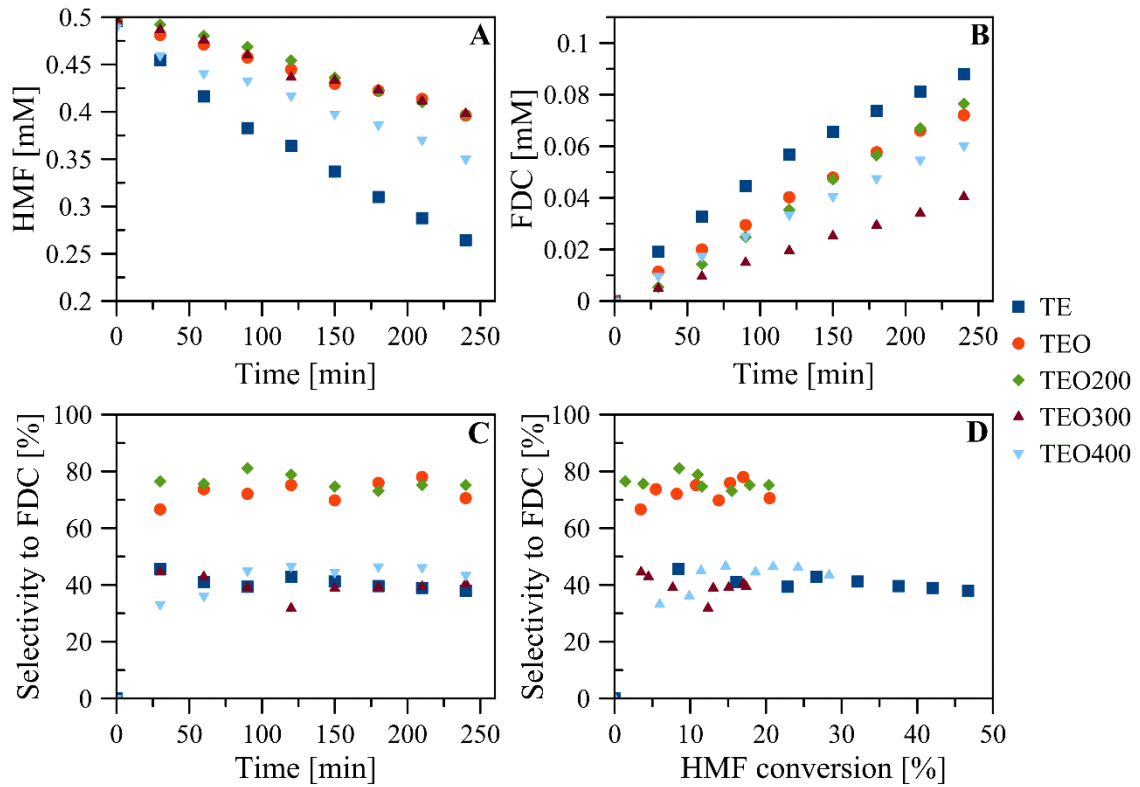 A
HMF [mM]
0.5
0.45
0.4
0.35
0.3
0.25
0.2
0 50 100 150 200 250
Time [min]
B
FDC [mM]
0.1
0.08
0.06
0.04
0.02
0
0 50 100 150 200 250
Time [min]
TE
TEO
TEO200
TEO300
TEO400
C
Selectivity to FDC [%]
100
80
60
40
20
0
0 50 100 150 200 250
Time [min]
D
Selectivity to FDC [%]
100
80
60
40
20
0
0 10 20 30 40 50
HMF conversion [%]